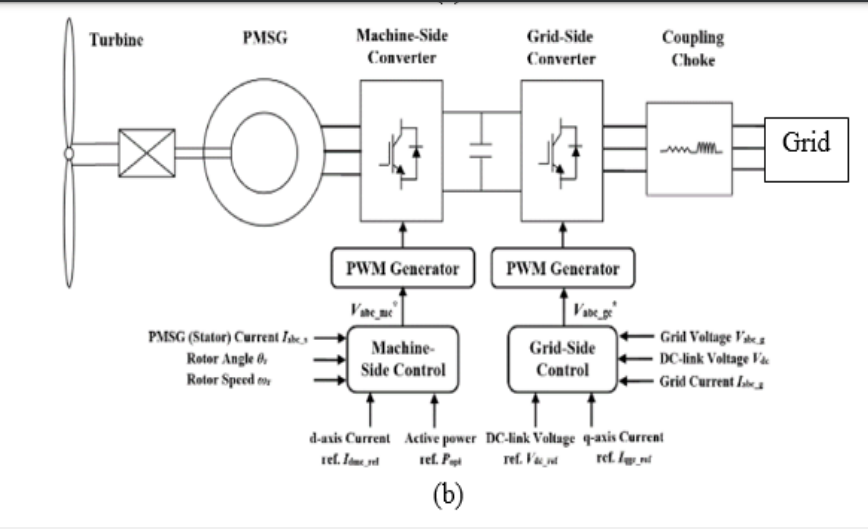 Turbine
PMSG
Machine-Side
Converter
Grid-Side
Converter
Coupling
Choke
Grid
PWM Generator
PWM Generator
Vabc_mc*
Vabc_gc*
PMSG (Stator) Current Iabc_s
Rotor Angle θr
Rotor Speed ωr
Machine-
Side Control
Grid-Side
Control
Grid Voltage Vabc_g
DC-link Voltage Vdc
Grid Current Iabc_g
d-axis Current
ref. Idmc_ref
Active power
ref. Popt
DC-link Voltage
ref. Vdc_ref
q-axis Current
ref.
(b)